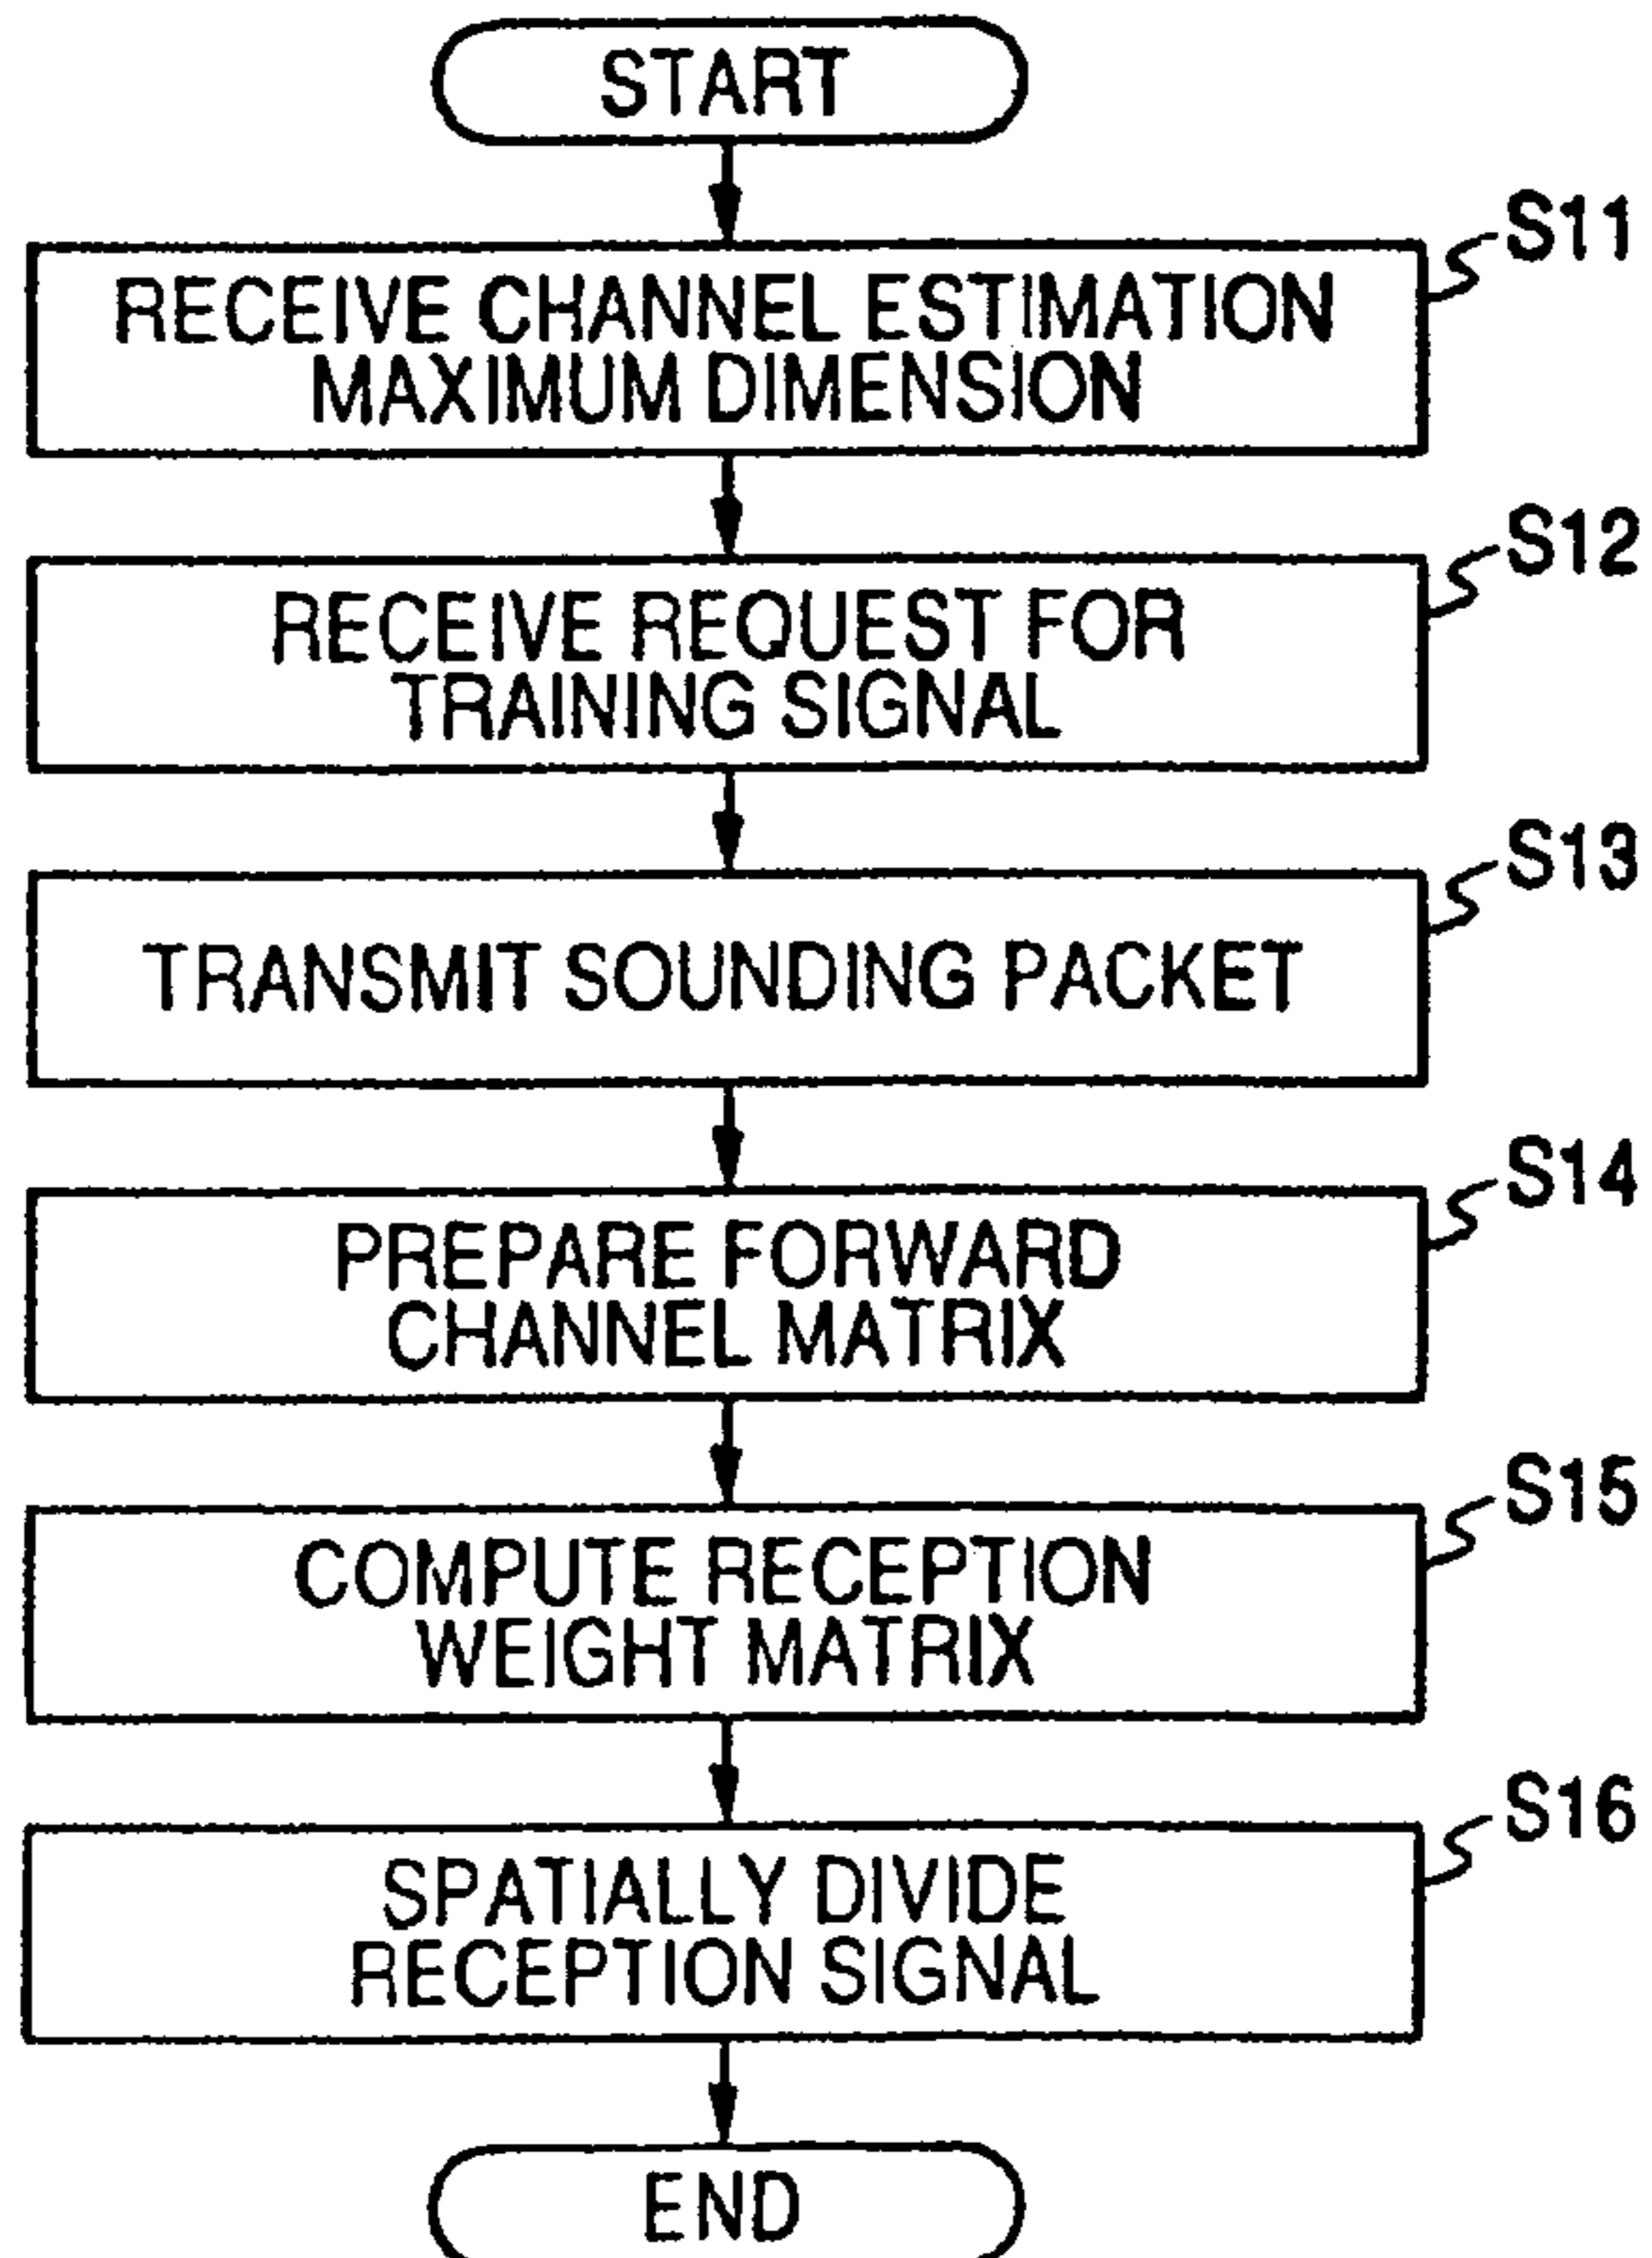 START
S11
RECEIVE CHANNEL ESTIMATION
MAXIMUM DIMENSION
S12
RECEIVE REQUEST FOR
TRAINING SIGNAL
S13
TRANSMIT SOUNDING PACKET
S14
PREPARE FORWARD
CHANNEL MATRIX
S15
COMPUTE RECEPTION
WEIGHT MATRIX
S16
SPATIALLY DIVIDE
RECEPTION SIGNAL
END